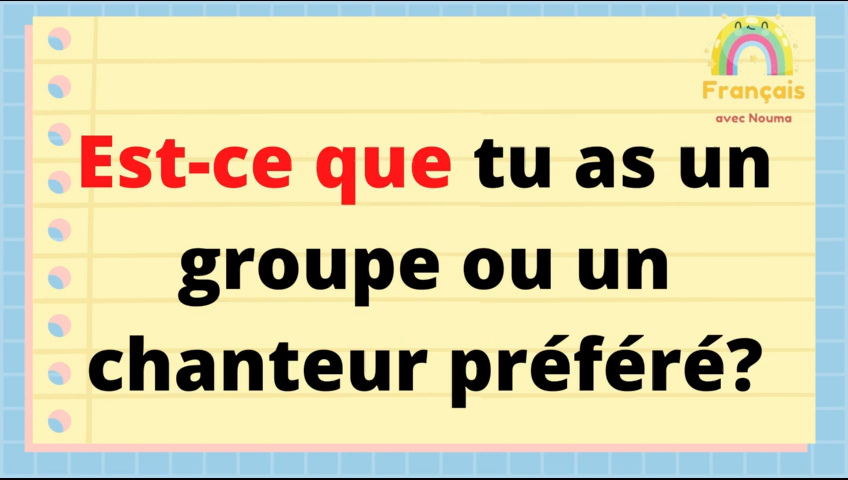 Français
avec Nouma
Est-ce que tu as un
groupe ou un
chanteur préféré?